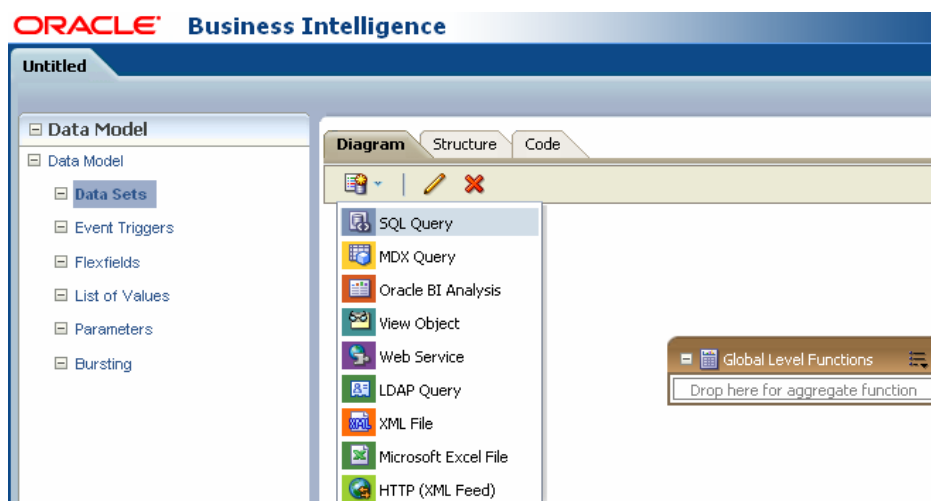 ORACLE® Business Intelligence
Untitled
Data Model
Data Model
Data Sets
Event Triggers
Flexfields
List of Values
Parameters
Bursting
Diagram Structure Code
SQL Query
MDX Query
Oracle BI Analysis
View Object
Web Service
LDAP Query
XML File
Microsoft Excel File
HTTP (XML Feed)
Global Level Functions
Drop here for aggregate function